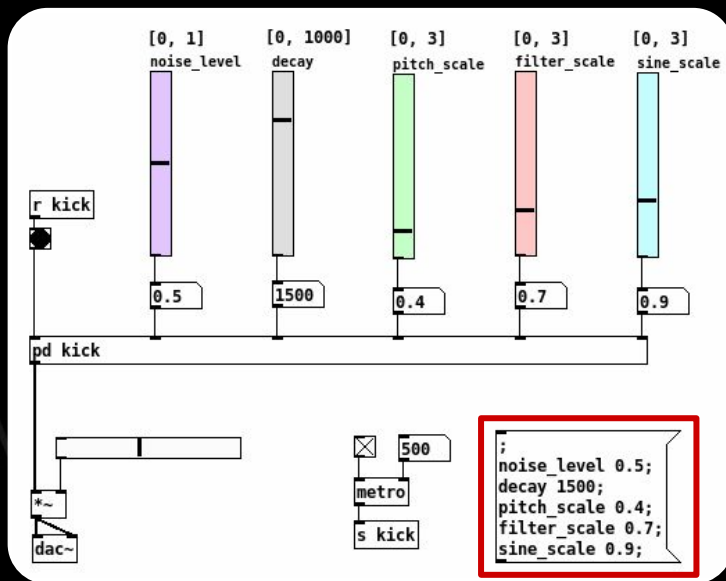 [0, 1] [0, 1000] [0, 3] [0, 3] [0, 3]
noise_level decay pitch_scale filter_scale sine_scale
r kick
0.5 1500 0.4 0.7 0.9
pd kick
500
;
noise_level 0.5;
metro
decay 1500;
*~
pitch_scale 0.4;
s kick
filter_scale 0.7;
dac~
sine_scale 0.9;